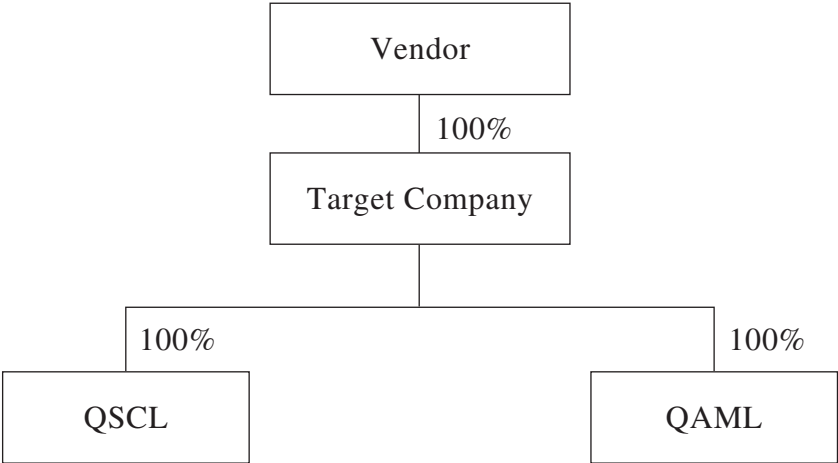 Vendor
100%
Target Company
100%
100%
QSCL
QAML